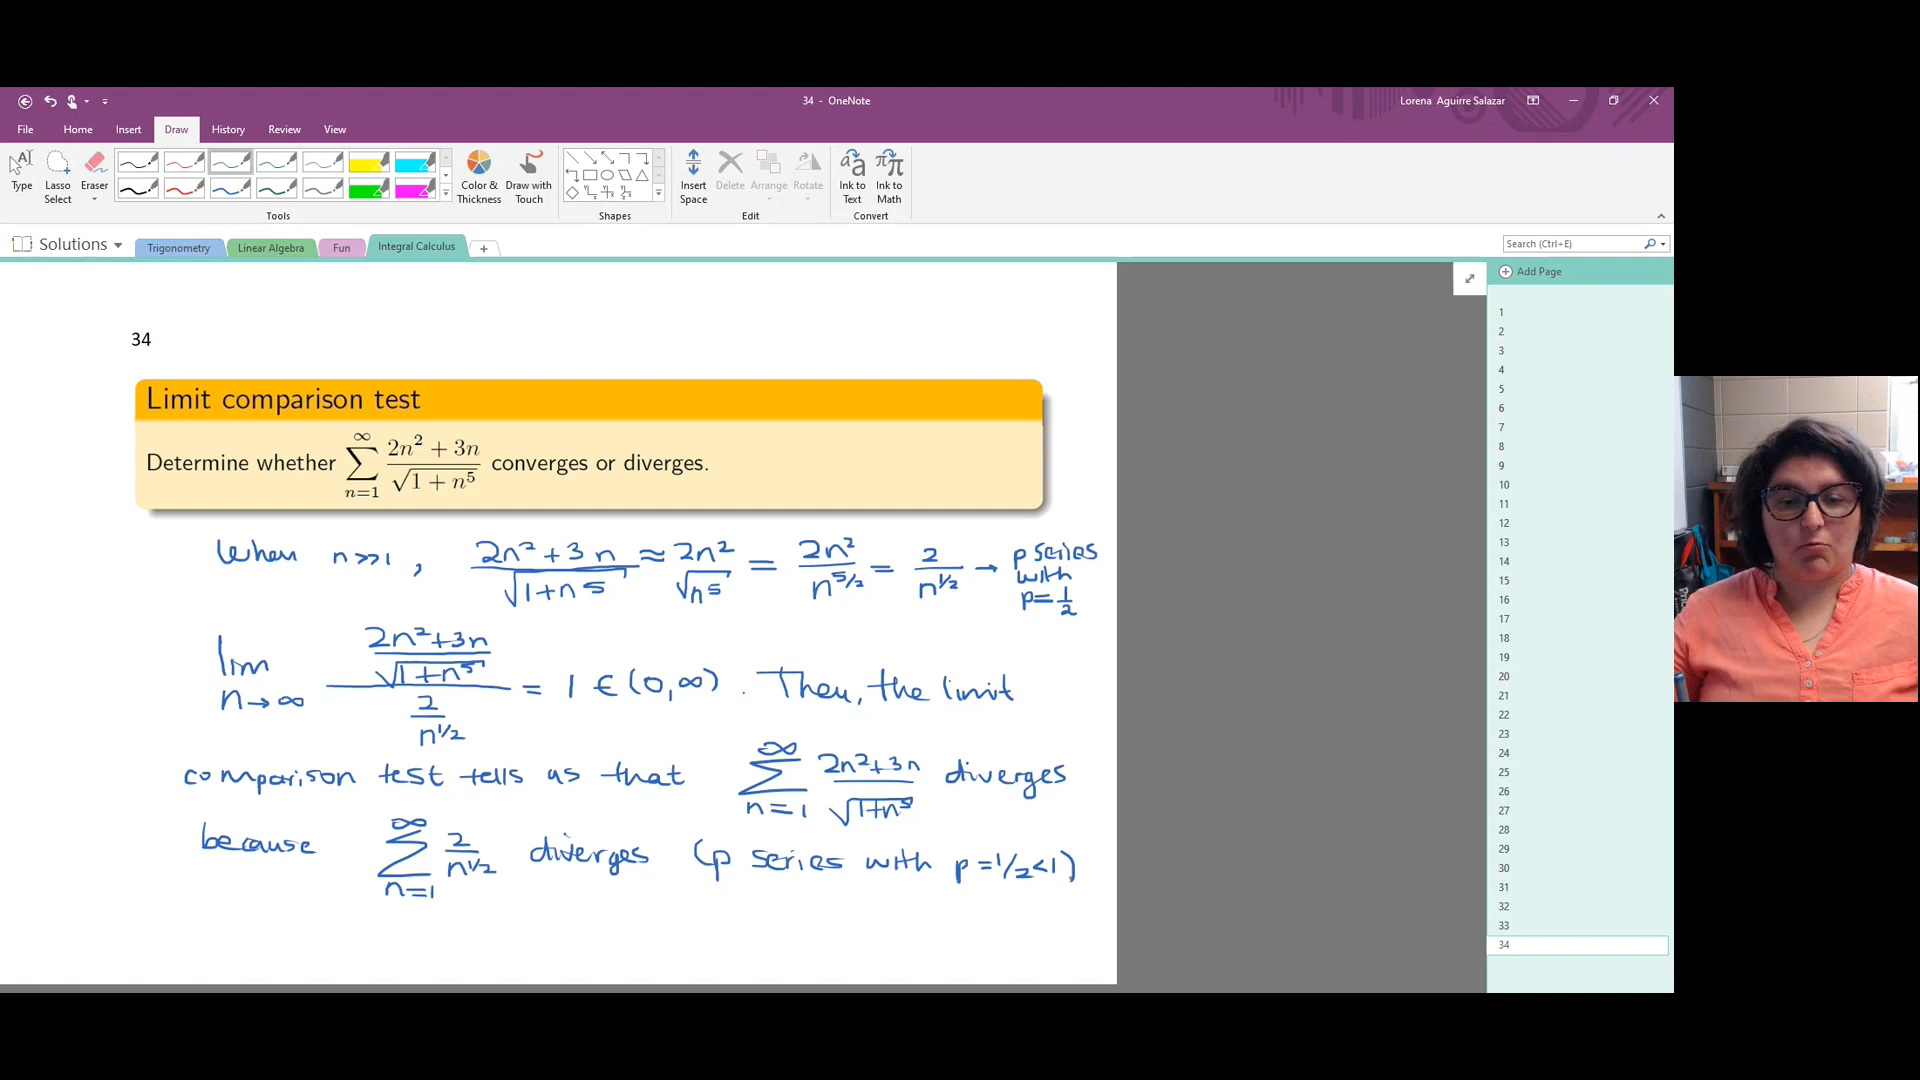 34 - OneNote
Lorena Aguirre Salazar
File Home Insert Draw History Review View
Type
Lasso Select
Eraser
Color & Thickness
Draw with Touch
Insert Space
Delete
Arrange
Rotate
Ink to Text
Ink to Math
Tools
Shapes
Edit
Convert
Solutions
Trigonometry
Linear Algebra
Fun
Integral Calculus
Search (Ctrl+E)
Add Page
34
Limit comparison test
Determine whether ∑_{n=1}^{∞} (2n² + 3n)/√(1 + n⁵) converges or diverges.
When n>>1, (2n²+3n)/√(1+n⁵) ≈ 2n²/√(n⁵) = 2n²/n^{5/2} = 2/n^{1/2} → p series with p=1/2
lim_{n→∞} ((2n²+3n)/√(1+n⁵))/(2/n^{1/2}) = 1 ∈ (0,∞). Then, the limit
comparison test tells us that ∑_{n=1}^{∞} (2n²+3n)/√(1+n⁵) diverges
because ∑_{n=1}^{∞} 2/n^{1/2} diverges (p series with p=1/2<1)
1
2
3
4
5
6
7
8
9
10
11
12
13
14
15
16
17
18
19
20
21
22
23
24
25
26
27
28
29
30
31
32
33
34